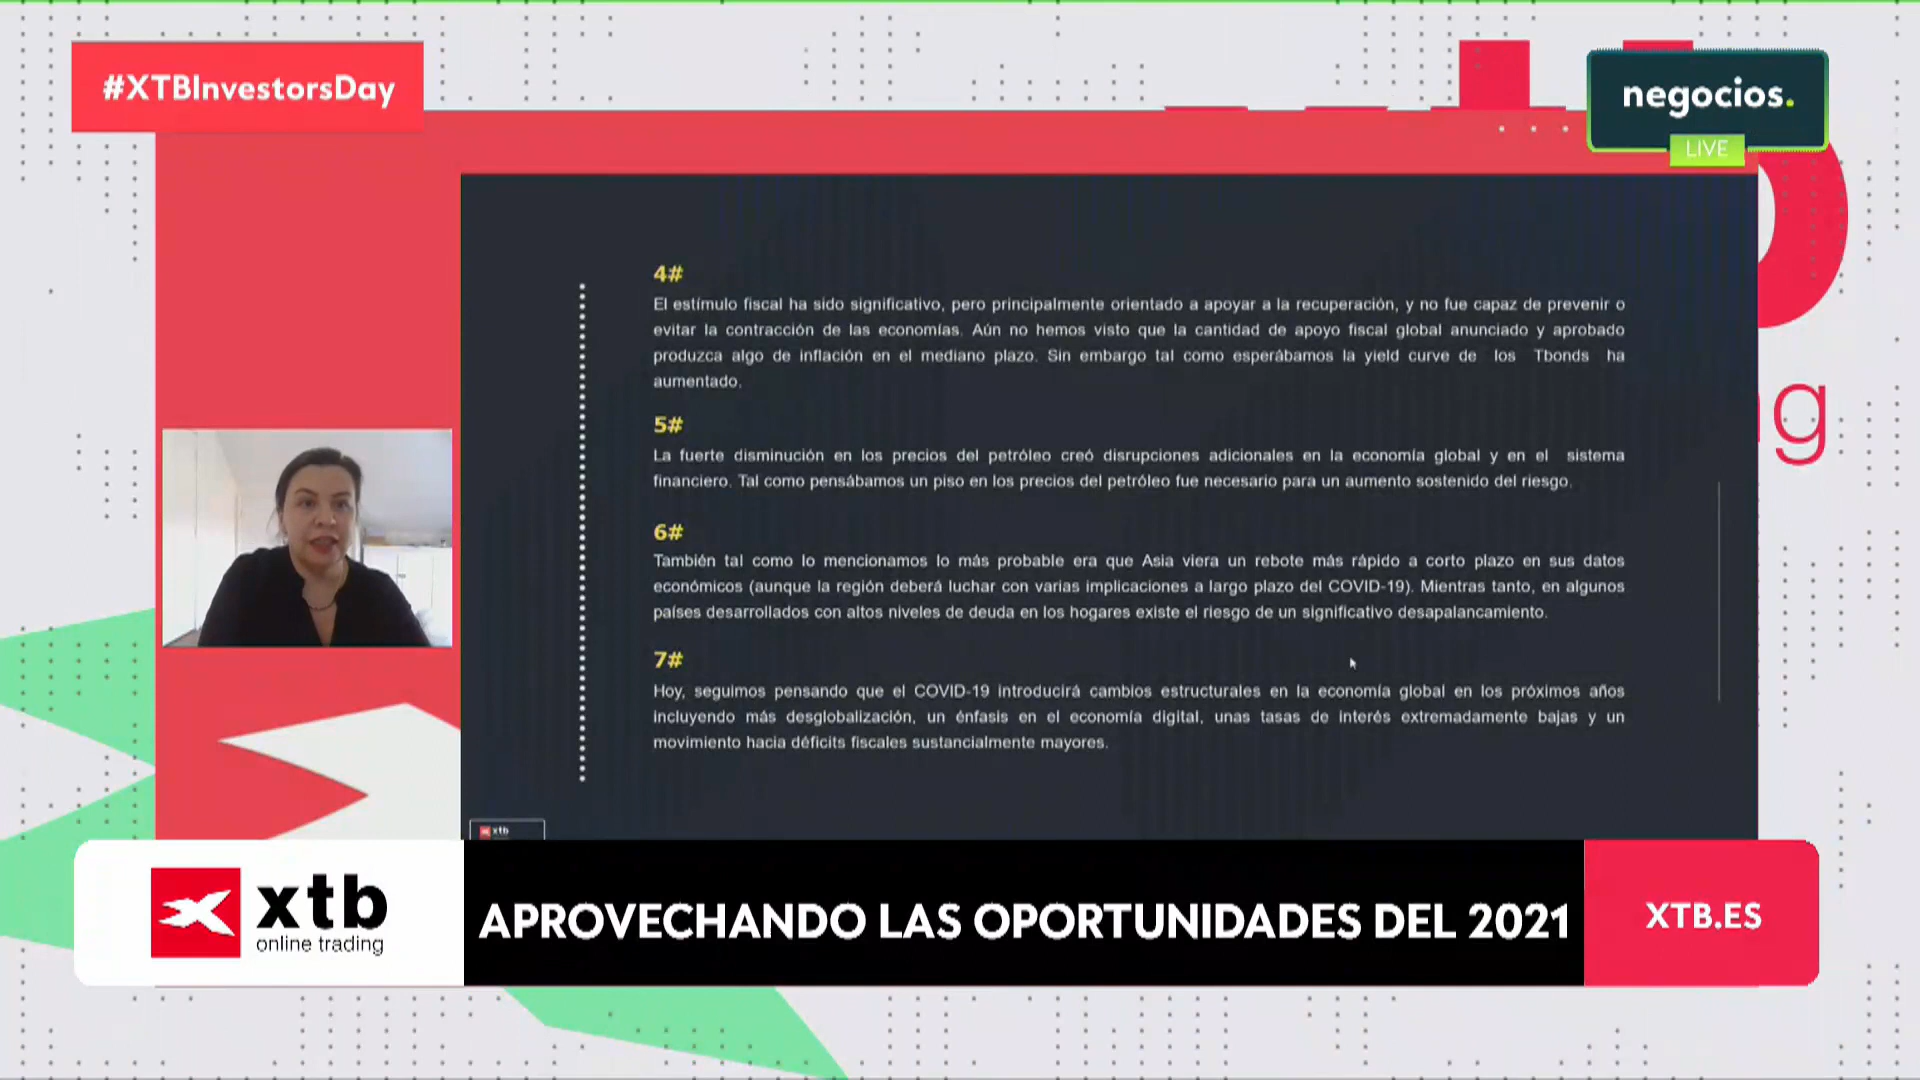 #XTBInvestorsDay
negocios.
LIVE
4#
El estímulo fiscal ha sido significativo, pero principalmente orientado a apoyar a la recuperación, y no fue capaz de prevenir o
evitar la contracción de las economías. Aún no hemos visto que la cantidad de apoyo fiscal global anunciado y aprobado
produzca algo de inflación en el mediano plazo. Sin embargo tal como esperábamos la yield curve de los Tbonds ha
aumentado.
5#
La fuerte disminución en los precios del petróleo creó disrupciones adicionales en la economía global y en el sistema
financiero. Tal como pensábamos un piso en los precios del petróleo fue necesario para un aumento sostenido del riesgo.
6#
También tal como lo mencionamos lo más probable era que Asia viera un rebote más rápido a corto plazo en sus datos
económicos (aunque la región deberá luchar con varias implicaciones a largo plazo del COVID-19). Mientras tanto, en algunos
países desarrollados con altos niveles de deuda en los hogares existe el riesgo de un significativo desapalancamiento.
7#
Hoy, seguimos pensando que el COVID-19 introducirá cambios estructurales en la economía global en los próximos años
incluyendo más desglobalización, un énfasis en el economía digital, unas tasas de interés extremadamente bajas y un
movimiento hacia déficits fiscales sustancialmente mayores.
xtb
ng
xtb
online trading
APROVECHANDO LAS OPORTUNIDADES DEL 2021
XTB.ES